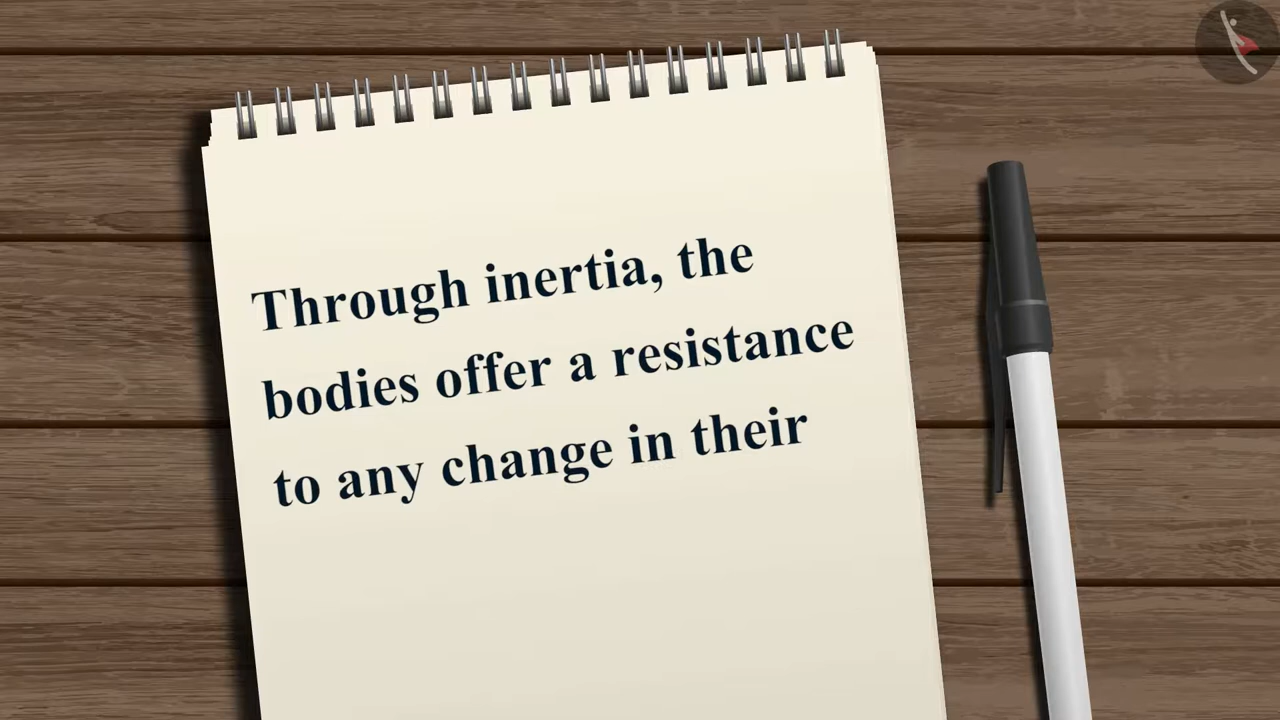 Through inertia, the
bodies offer a resistance
to any change in their